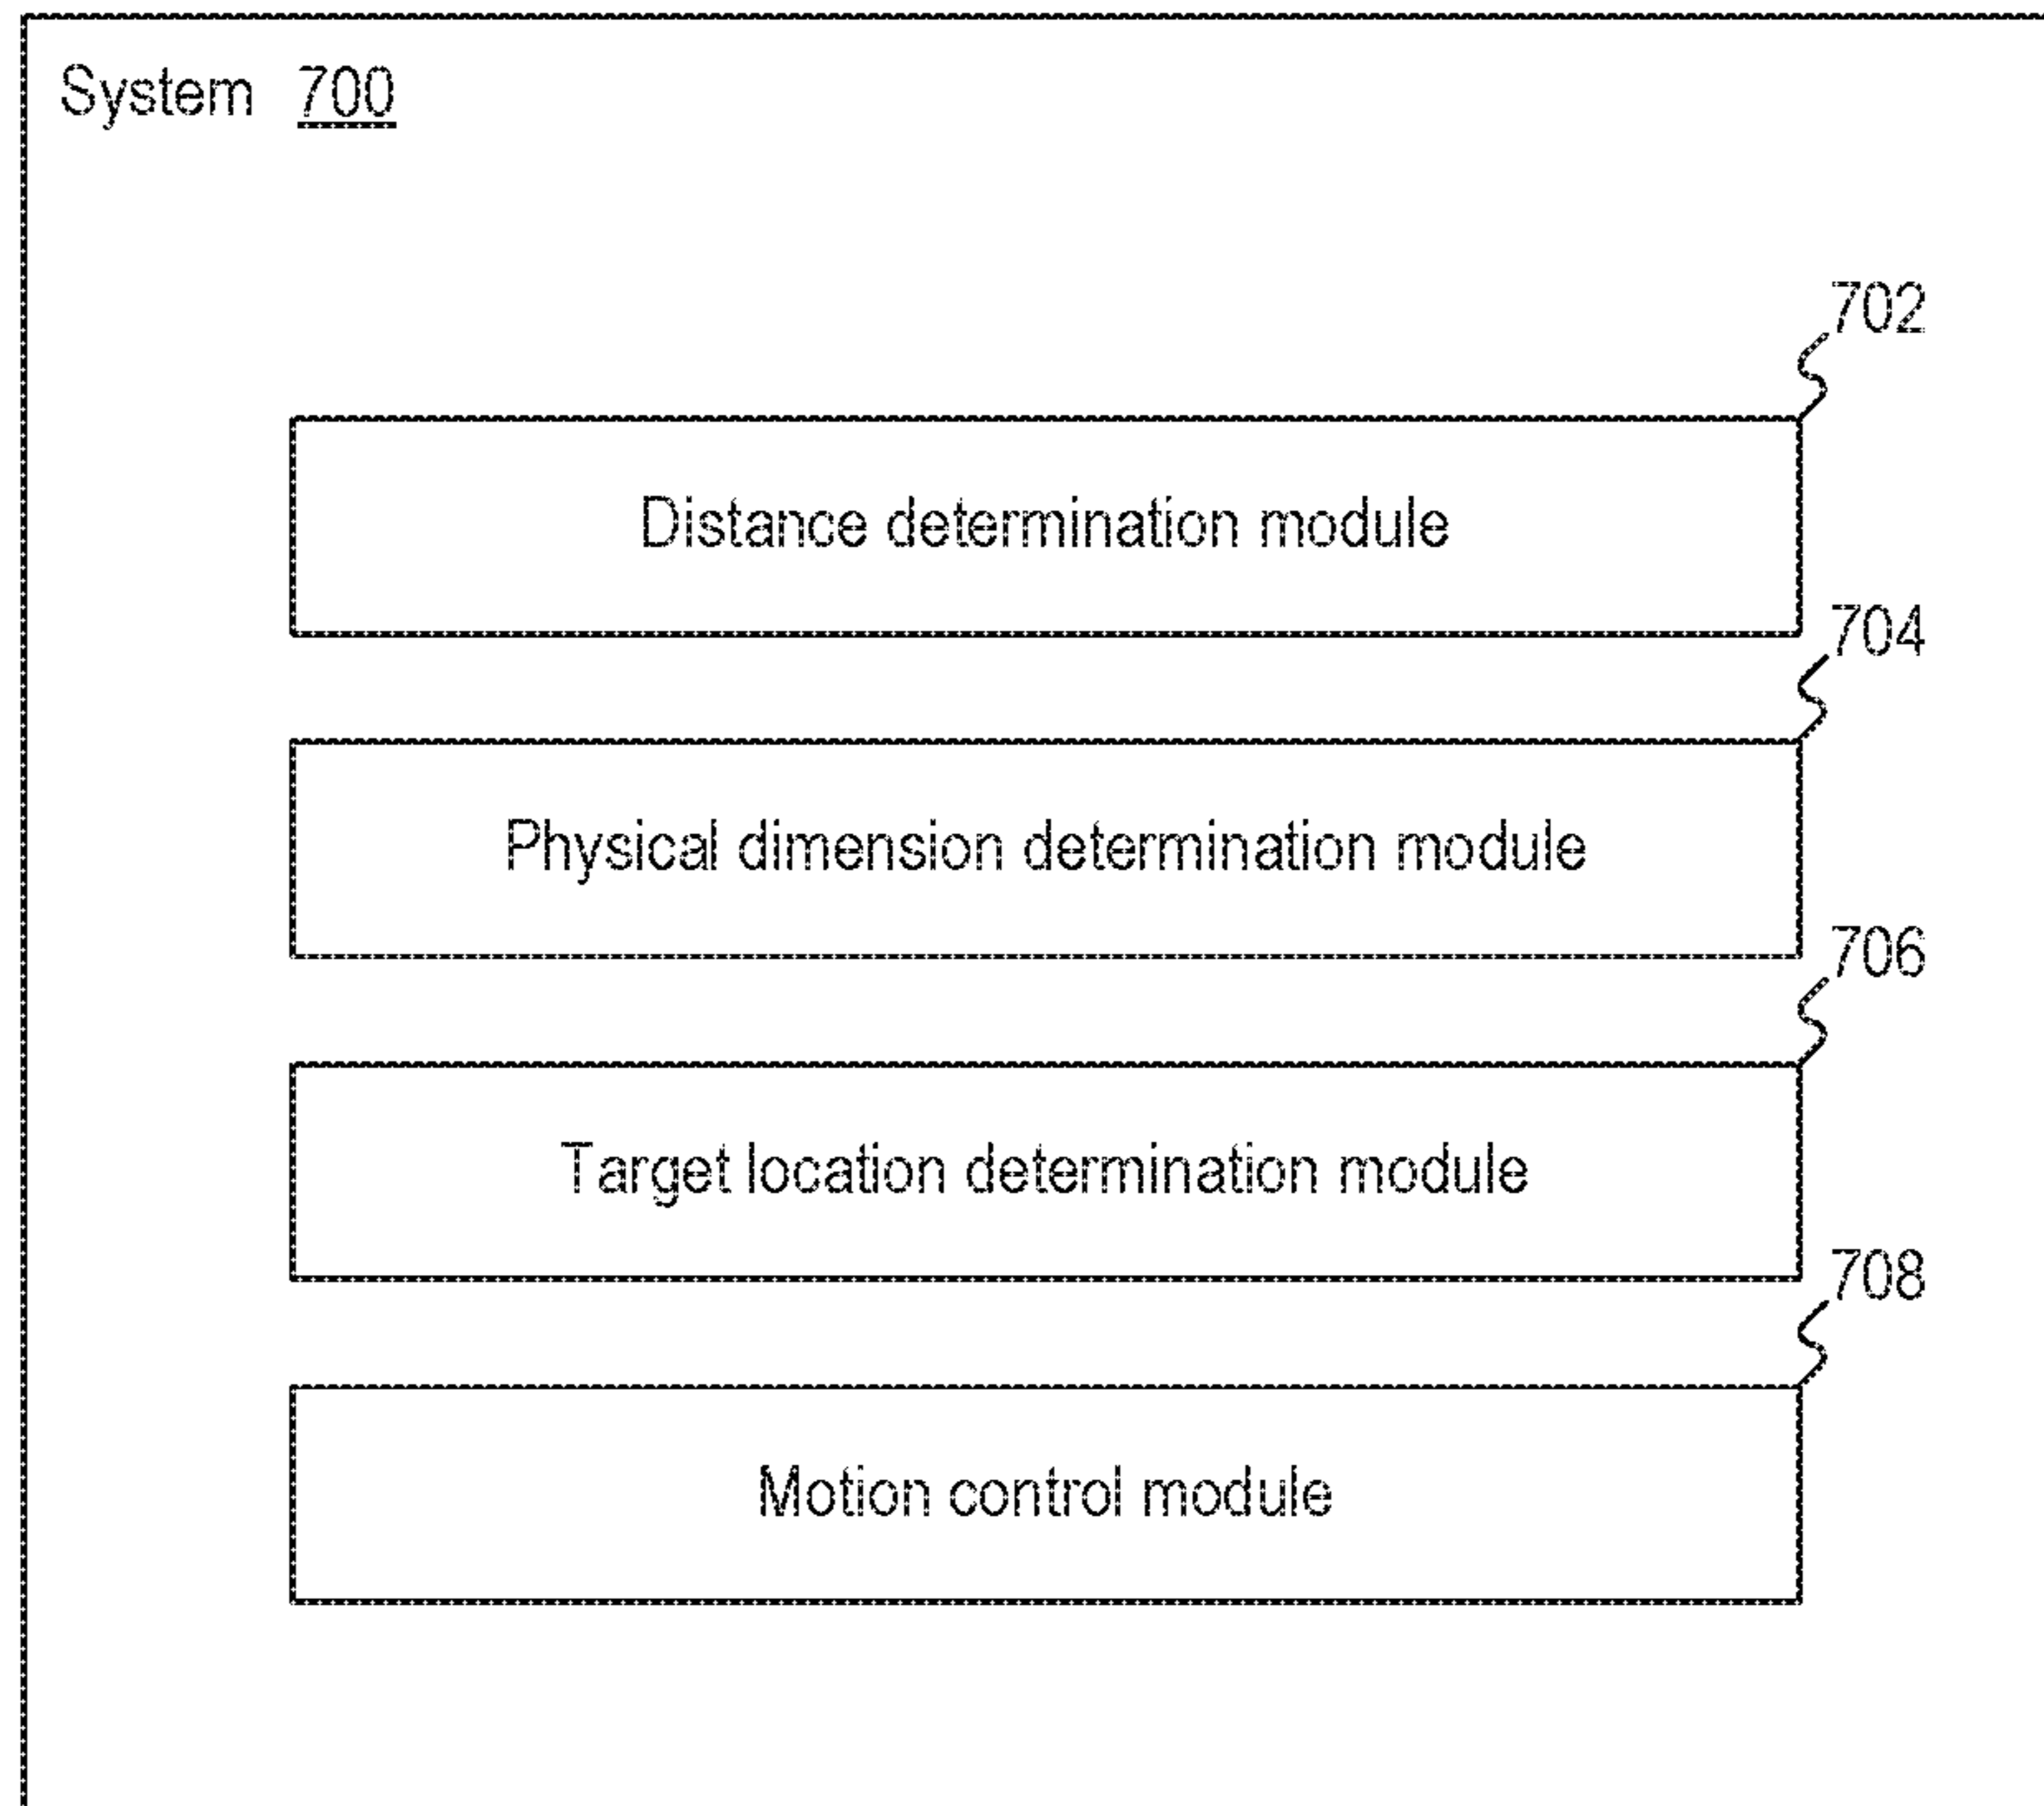 System 700
702
Distance determination module
704
Physical dimension determination module
706
Target location determination module
708
Motion control module